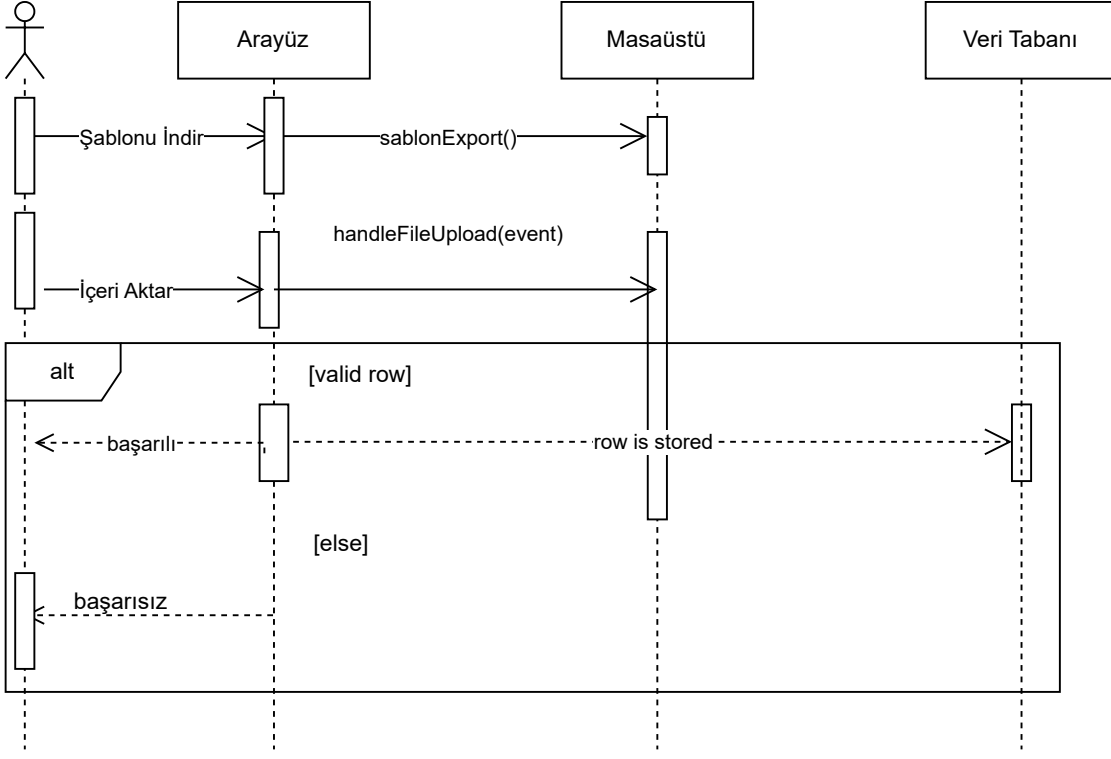 Arayüz
Masaüstü
Veri Tabanı
Şablonu İndir
sablonExport()
handleFileUpload(event)
İçeri Aktar
alt
[valid row]
başarılı
row is stored
[else]
başarısız